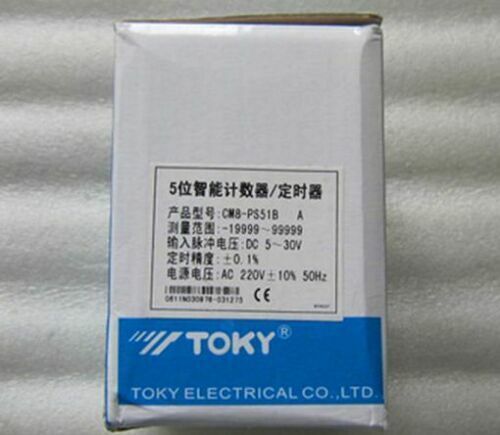 5位智能计数器/定时器
产品型号:CM8-PS51B A
测量范围:-19999~99999
输入脉冲电压:DC 5~30V
定时精度:±0.1%
电源电压:AC 220V±10% 50Hz
0611N030976-031275 CE
TOKY®
TOKY ELECTRICAL CO.,LTD.